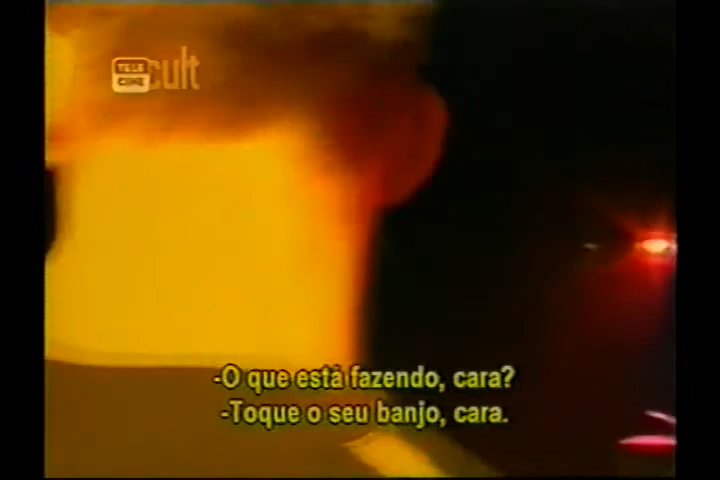 TELE cult
CINE
-O que está fazendo, cara?
-Toque o seu banjo, cara.